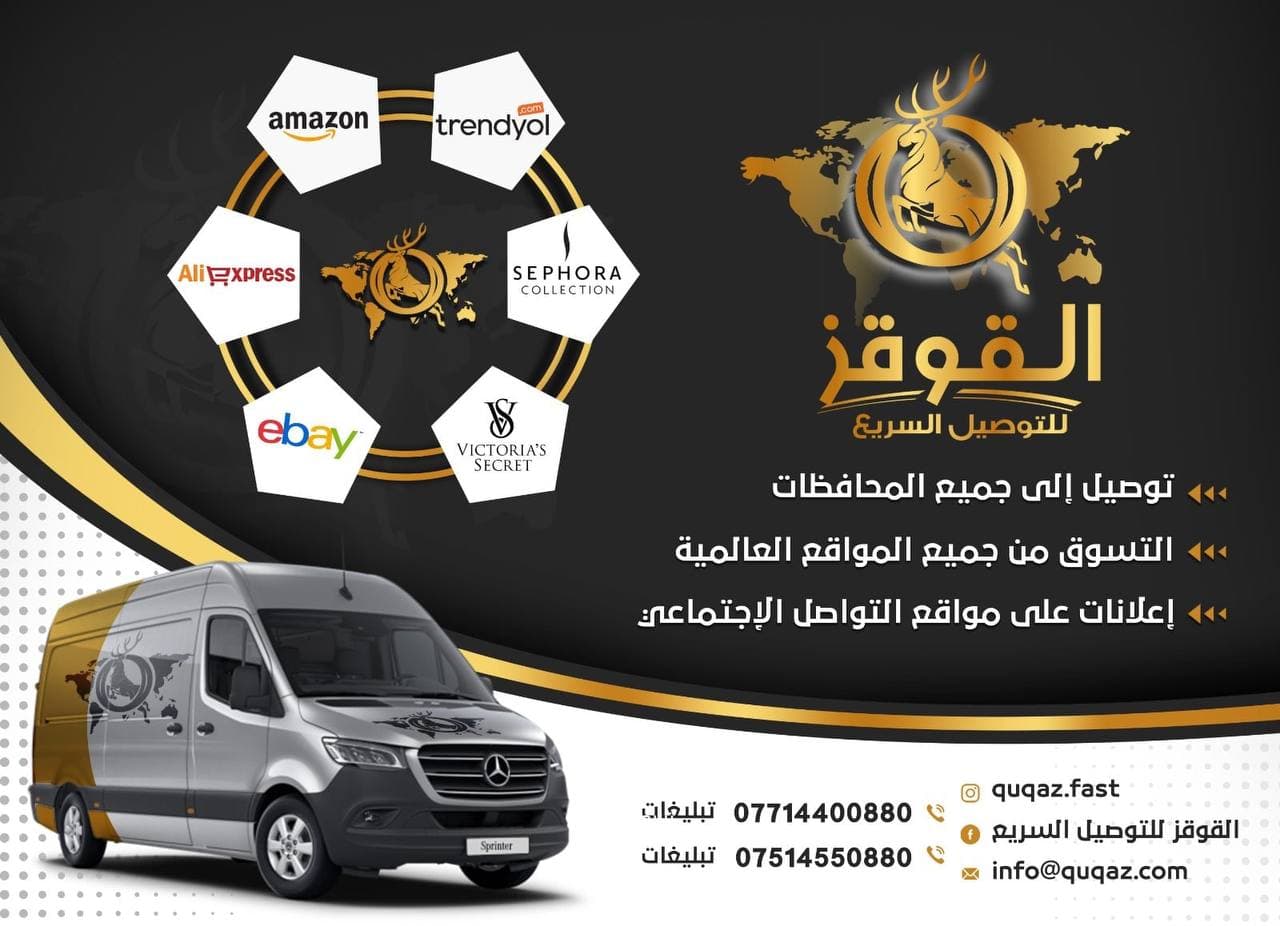 amazon
trendyol.com
AliExpress
SEPHORA
COLLECTION
ebay
VS
VICTORIA'S
SECRET
القوقز
للتوصيل السريع
توصيل إلى جميع المحافظات
التسوق من جميع المواقع العالمية
إعلانات على مواقع التواصل الإجتماعي
Sprinter
quqaz.fast
القوقز للتوصيل السريع
info@quqaz.com
07714400880 تبليغات
07514550880 تبليغات